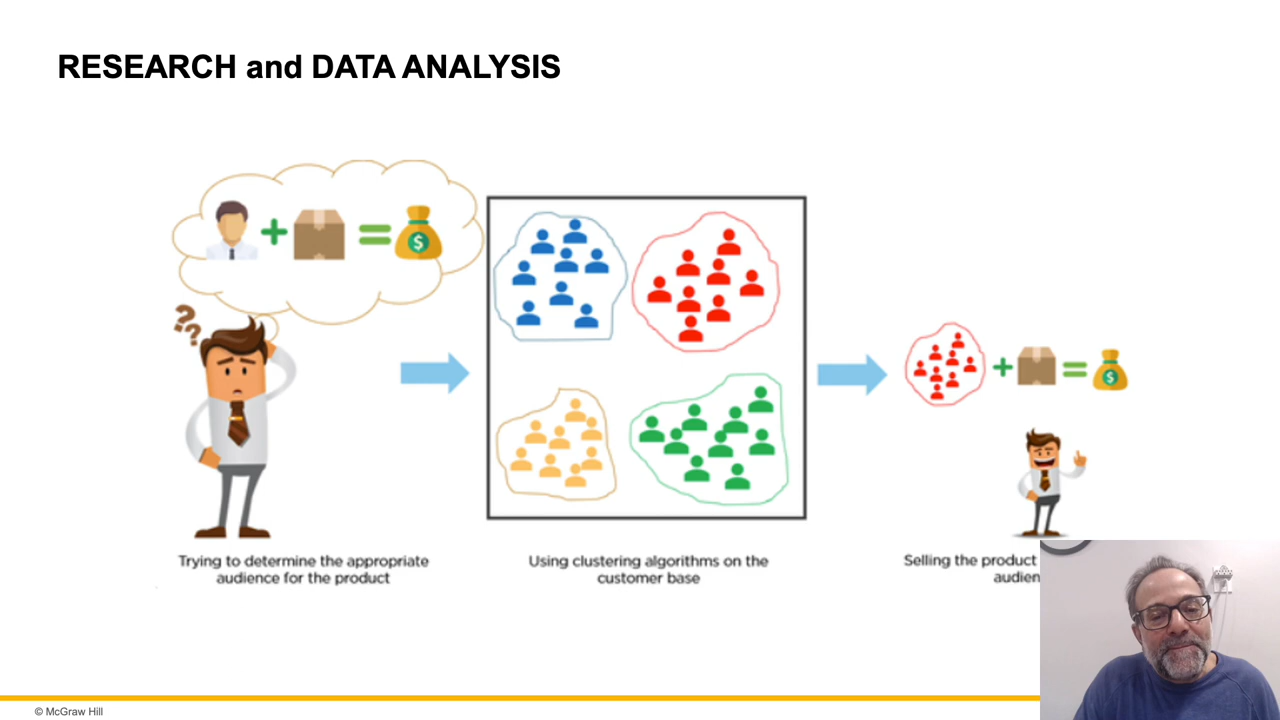 RESEARCH and DATA ANALYSIS
??
$
Trying to determine the appropriate
audience for the product
Using clustering algorithms on the
customer base
$
Selling the product
audien
© McGraw Hill